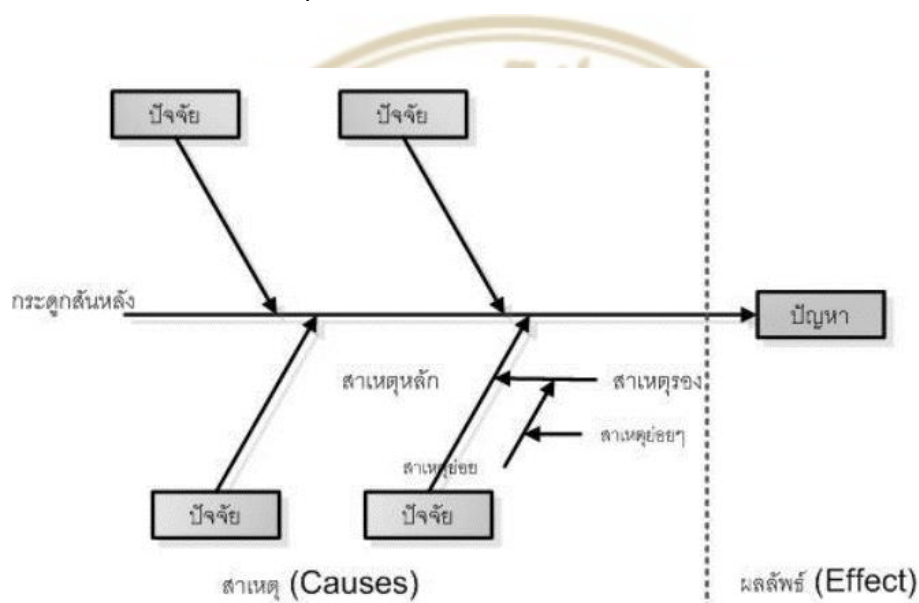 ปัจจัย
ปัจจัย
กระดูกสันหลัง
ปัญหา
สาเหตุหลัก
สาเหตุรอง
สาเหตุย่อยๆ
สาเหตุย่อย
ปัจจัย
ปัจจัย
สาเหตุ (Causes)
ผลลัพธ์ (Effect)